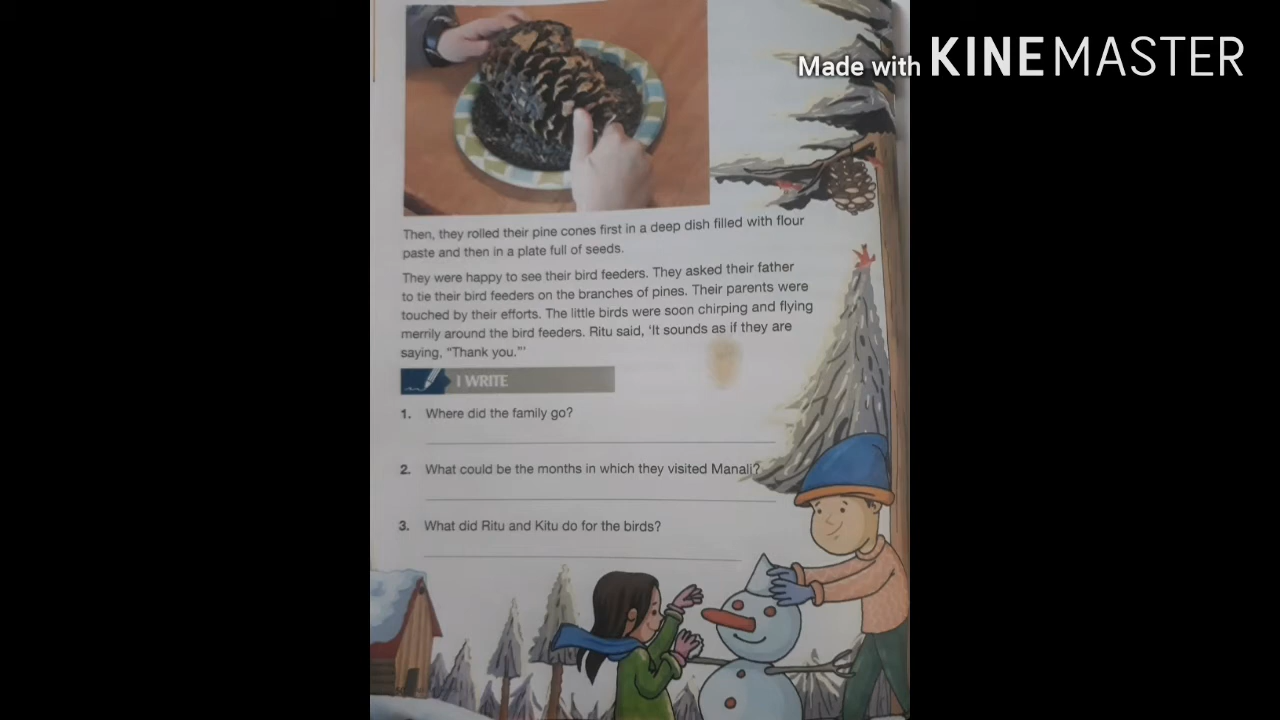 Made with KINEMASTER
Then, they rolled their pine cones first in a deep dish filled with flour
paste and then in a plate full of seeds.
They were happy to see their bird feeders. They asked their father
to tie their bird feeders on the branches of pines. Their parents were
touched by their efforts. The little birds were soon chirping and flying
merrily around the bird feeders. Ritu said, 'It sounds as if they are
saying, "Thank you."'
I WRITE
1. Where did the family go?
2. What could be the months in which they visited Manali?
3. What did Ritu and Kitu do for the birds?